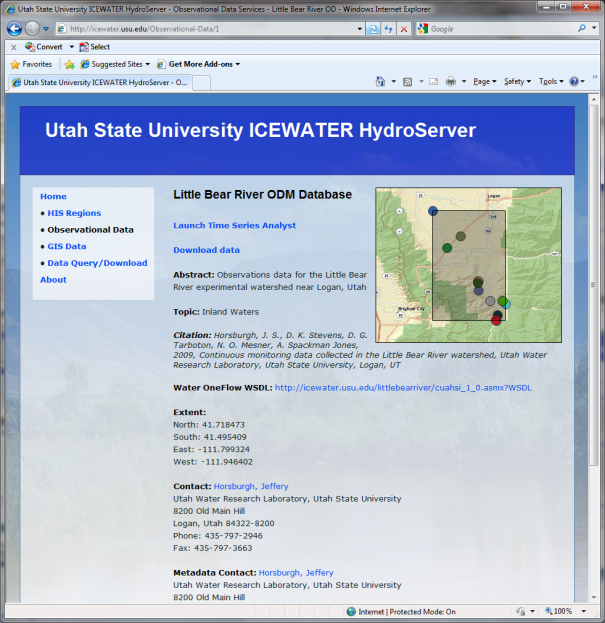 Utah State University ICEWATER HydroServer - Observational Data Services - Little Bear River OD - Windows Internet Explorer
http://icewater.usu.edu/Observational-Data/1
Google
x Convert Select
Favorites Suggested Sites Get More Add-ons
Utah State University ICEWATER HydroServer - O...
Page Safety Tools
Utah State University ICEWATER HydroServer
Home
• HIS Regions
• Observational Data
• GIS Data
• Data Query/Download
About
Little Bear River ODM Database
Launch Time Series Analyst
Download data
Abstract: Observations data for the Little Bear
River experimental watershed near Logan, Utah
Topic: Inland Waters
Logan
Brigham City
Citation: Horsburgh, J. S., D. K. Stevens, D. G.
Tarboton, N. O. Mesner, A. Spackman Jones,
2009, Continuous monitoring data collected in the Little Bear River watershed, Utah Water
Research Laboratory, Utah State University, Logan, UT
Water OneFlow WSDL: http://icewater.usu.edu/littlebearriver/cuahsi_1_0.asmx?WSDL
Extent:
North: 41.718473
South: 41.495409
East: -111.799324
West: -111.946402
Contact: Horsburgh, Jeffery
Utah Water Research Laboratory, Utah State University
8200 Old Main Hill
Logan, Utah 84322-8200
Phone: 435-797-2946
Fax: 435-797-3663
Metadata Contact: Horsburgh, Jeffery
Utah Water Research Laboratory, Utah State University
8200 Old Main Hill
Internet | Protected Mode: On
100%